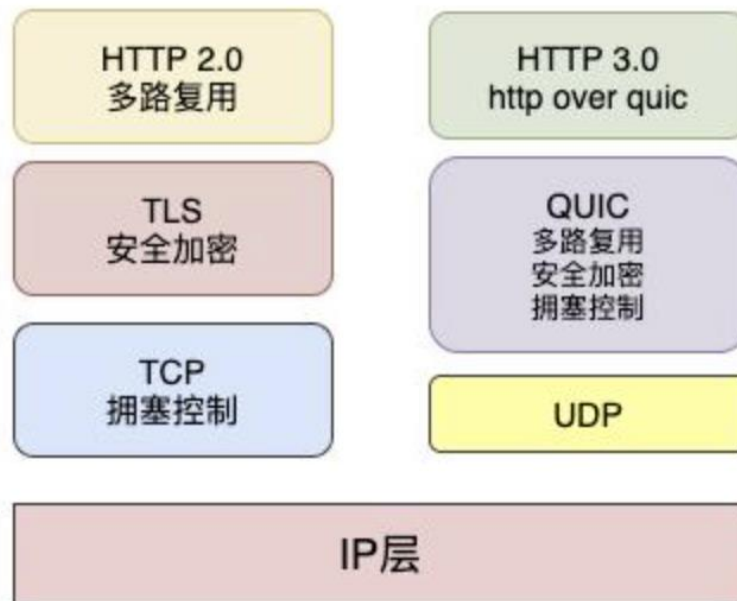 HTTP 2.0
多路复用
TLS
安全加密
TCP
拥塞控制
HTTP 3.0
http over quic
QUIC
多路复用
安全加密
拥塞控制
UDP
IP层